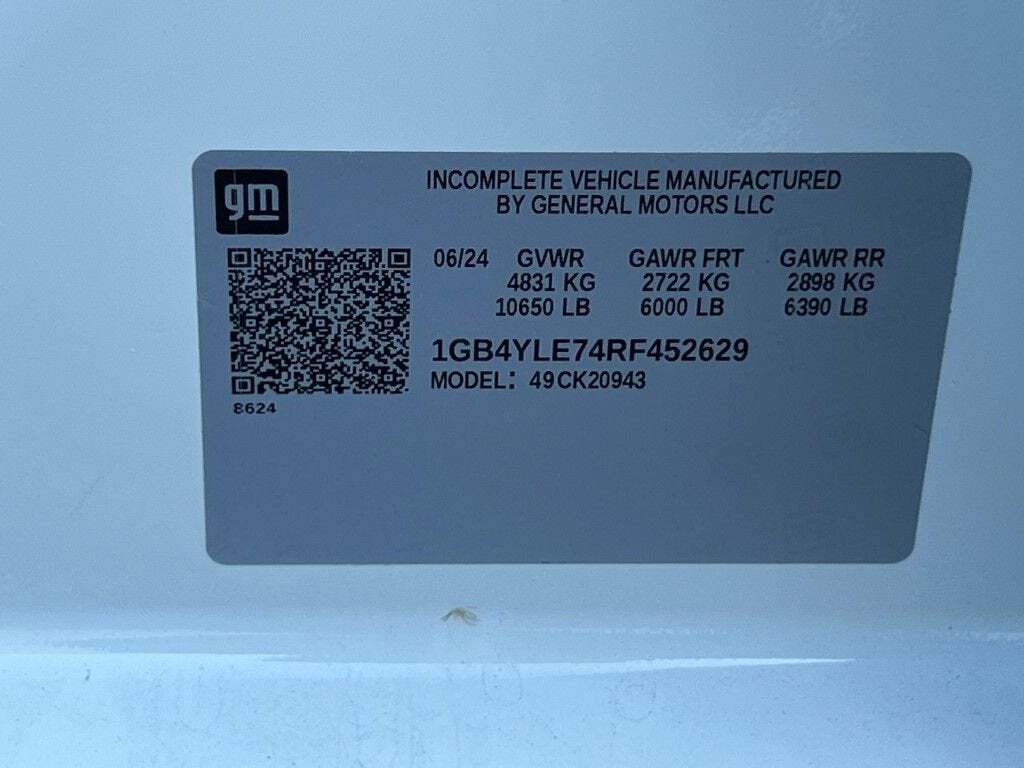 gm
INCOMPLETE VEHICLE MANUFACTURED
BY GENERAL MOTORS LLC
06/24 GVWR GAWR FRT GAWR RR
4831 KG 2722 KG 2898 KG
10650 LB 6000 LB 6390 LB
1GB4YLE74RF452629
MODEL: 49CK20943
8624